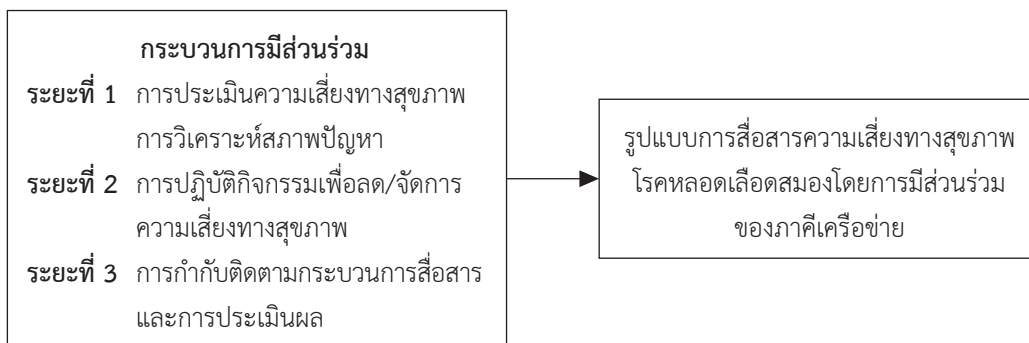 กระบวนการมีส่วนร่วม
ระยะที่ 1 การประเมินความเสี่ยงทางสุขภาพ
การวิเคราะห์สภาพปัญหา
ระยะที่ 2 การปฏิบัติกิจกรรมเพื่อลด/จัดการ
ความเสี่ยงทางสุขภาพ
ระยะที่ 3 การกำกับติดตามกระบวนการสื่อสาร
และการประเมินผล
รูปแบบการสื่อสารความเสี่ยงทางสุขภาพ
โรคหลอดเลือดสมองโดยการมีส่วนร่วม
ของภาคีเครือข่าย